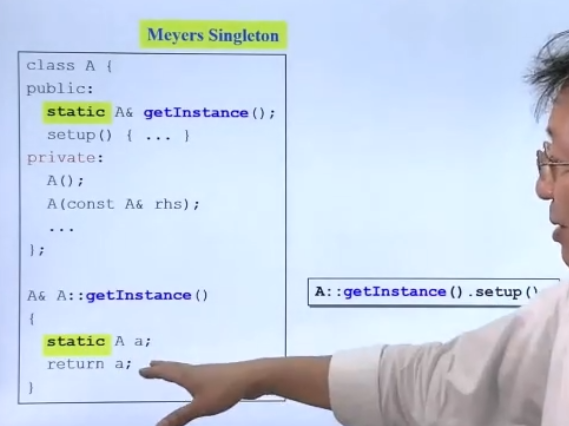 Meyers Singleton
class A {
public:
static A& getInstance();
setup() { ... }
private:
A();
A(const A& rhs);
...
};
A& A::getInstance()
{
static A a;
return a;
}
A::getInstance().setup()